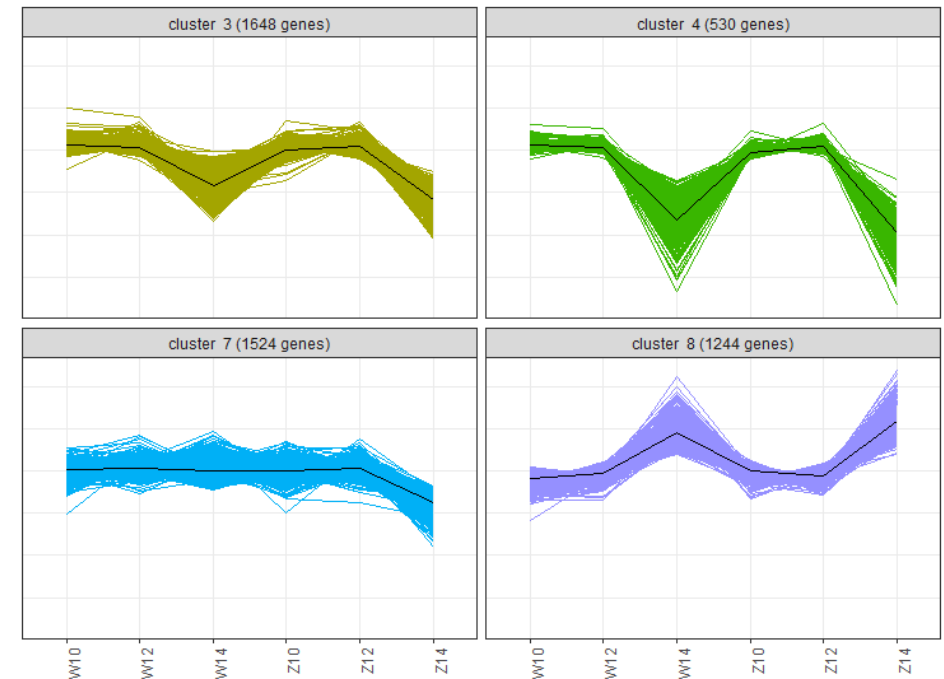 cluster 3 (1648 genes)
cluster 4 (530 genes)
cluster 7 (1524 genes)
cluster 8 (1244 genes)
W10
W12
W14
Z10
Z12
Z14
W10
W12
W14
Z10
Z12
Z14